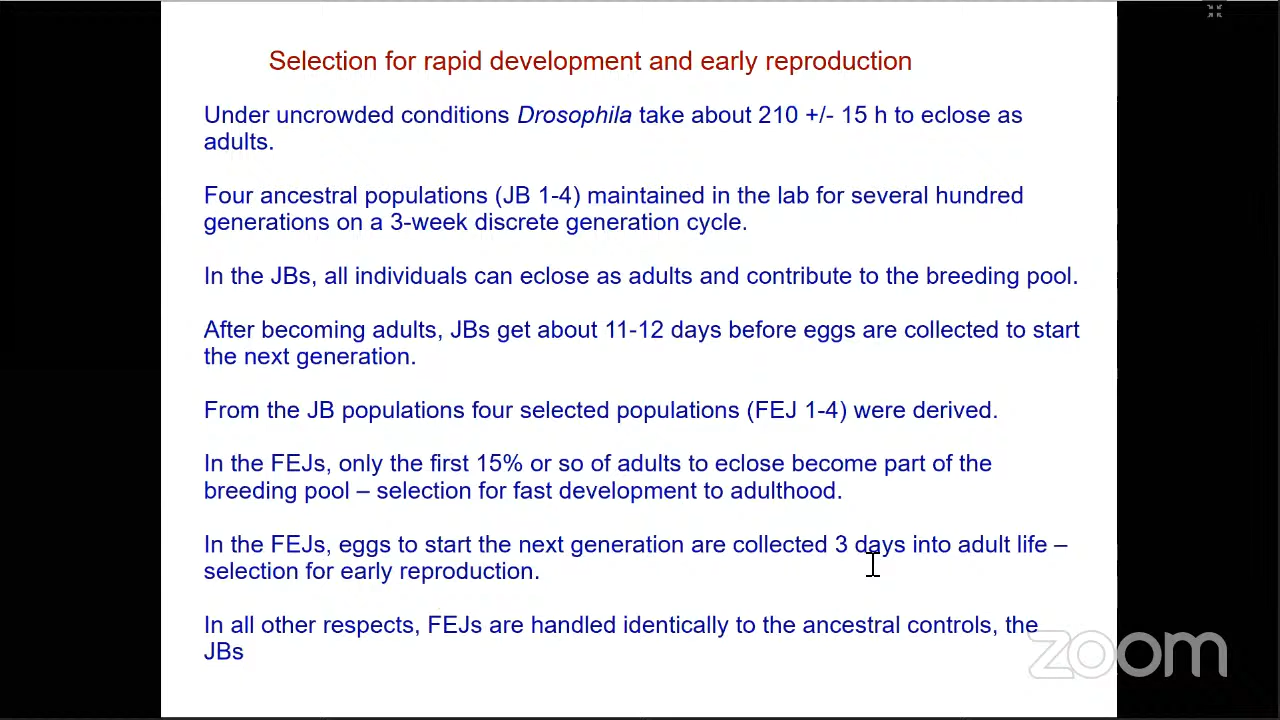 Selection for rapid development and early reproduction
Under uncrowded conditions Drosophila take about 210 +/- 15 h to eclose as
adults.
Four ancestral populations (JB 1-4) maintained in the lab for several hundred
generations on a 3-week discrete generation cycle.
In the JBs, all individuals can eclose as adults and contribute to the breeding pool.
After becoming adults, JBs get about 11-12 days before eggs are collected to start
the next generation.
From the JB populations four selected populations (FEJ 1-4) were derived.
In the FEJs, only the first 15% or so of adults to eclose become part of the
breeding pool – selection for fast development to adulthood.
In the FEJs, eggs to start the next generation are collected 3 days into adult life –
selection for early reproduction.
In all other respects, FEJs are handled identically to the ancestral controls, the
JBs
zoom